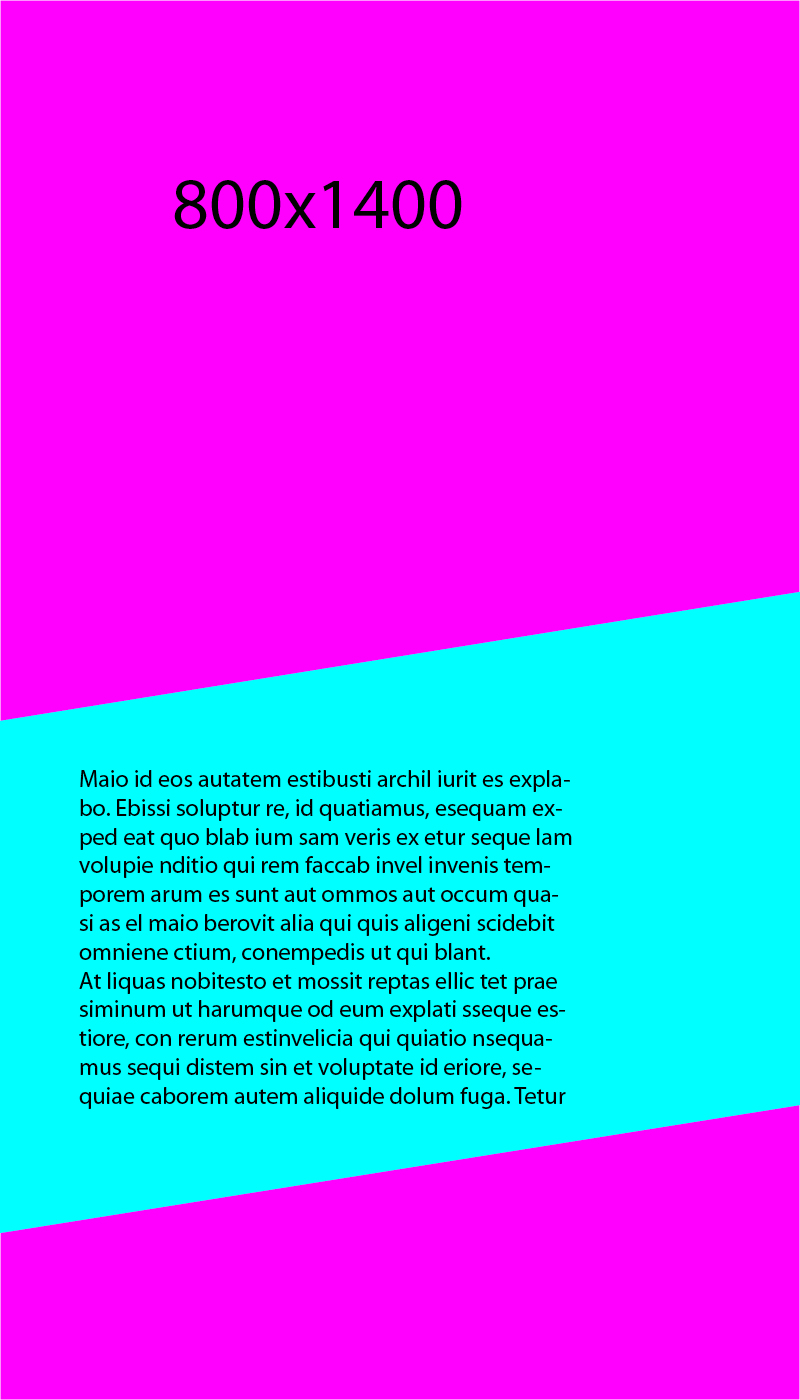 800x1400
Maio id eos autatem estibusti archil iurit es expla-
bo. Ebissi soluptur re, id quatiamus, esequam ex-
ped eat quo blab ium sam veris ex etur seque lam
volupie nditio qui rem faccab invel invenis tem-
porem arum es sunt aut ommos aut occum qua-
si as el maio berovit alia qui quis aligeni scidebit
omniene ctium, conempedis ut qui blant.
At liquas nobitesto et mossit reptas ellic tet prae
siminum ut harumque od eum explati sseque es-
tiore, con rerum estinvelicia qui quiatio nsequa-
mus sequi distem sin et voluptate id eriore, se-
quiae caborem autem aliquide dolum fuga. Tetur